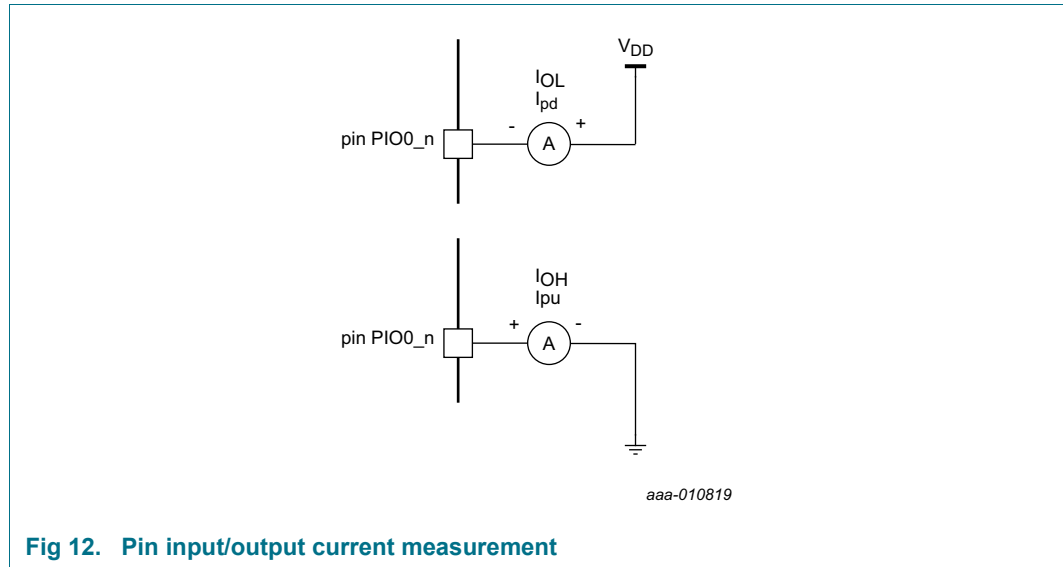 VDD
IOL
Ipd
- +
A
pin PIO0_n
IOH
Ipu
+ -
A
pin PIO0_n
aaa-010819
Fig 12. Pin input/output current measurement